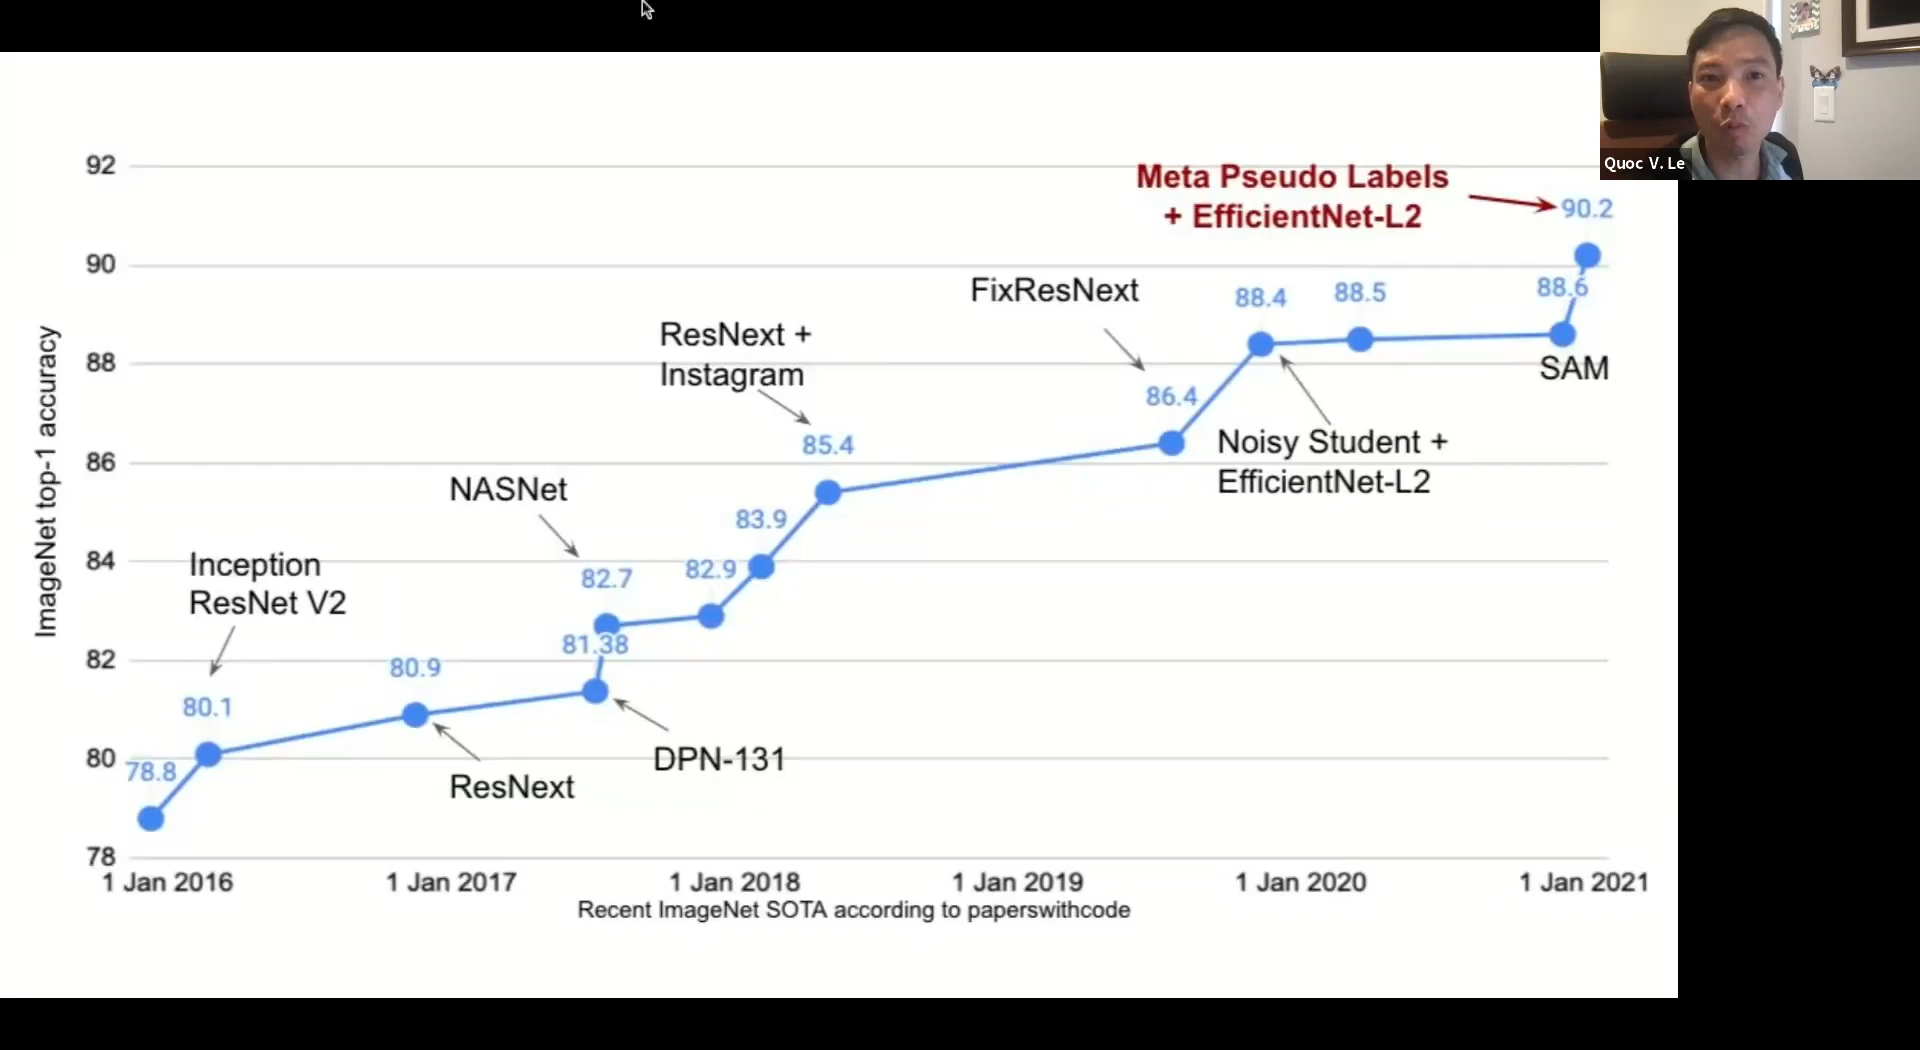 Quoc V. Le
92
90
88
86
84
82
80
78
ImageNet top-1 accuracy
1 Jan 2016
1 Jan 2017
1 Jan 2018
1 Jan 2019
1 Jan 2020
1 Jan 2021
Recent ImageNet SOTA according to paperswithcode
78.8
Inception
ResNet V2
80.1
80.9
ResNext
81.38
DPN-131
NASNet
82.7
82.9
83.9
ResNext +
Instagram
85.4
FixResNext
86.4
88.4
Noisy Student +
EfficientNet-L2
88.5
88.6
SAM
Meta Pseudo Labels
+ EfficientNet-L2
90.2